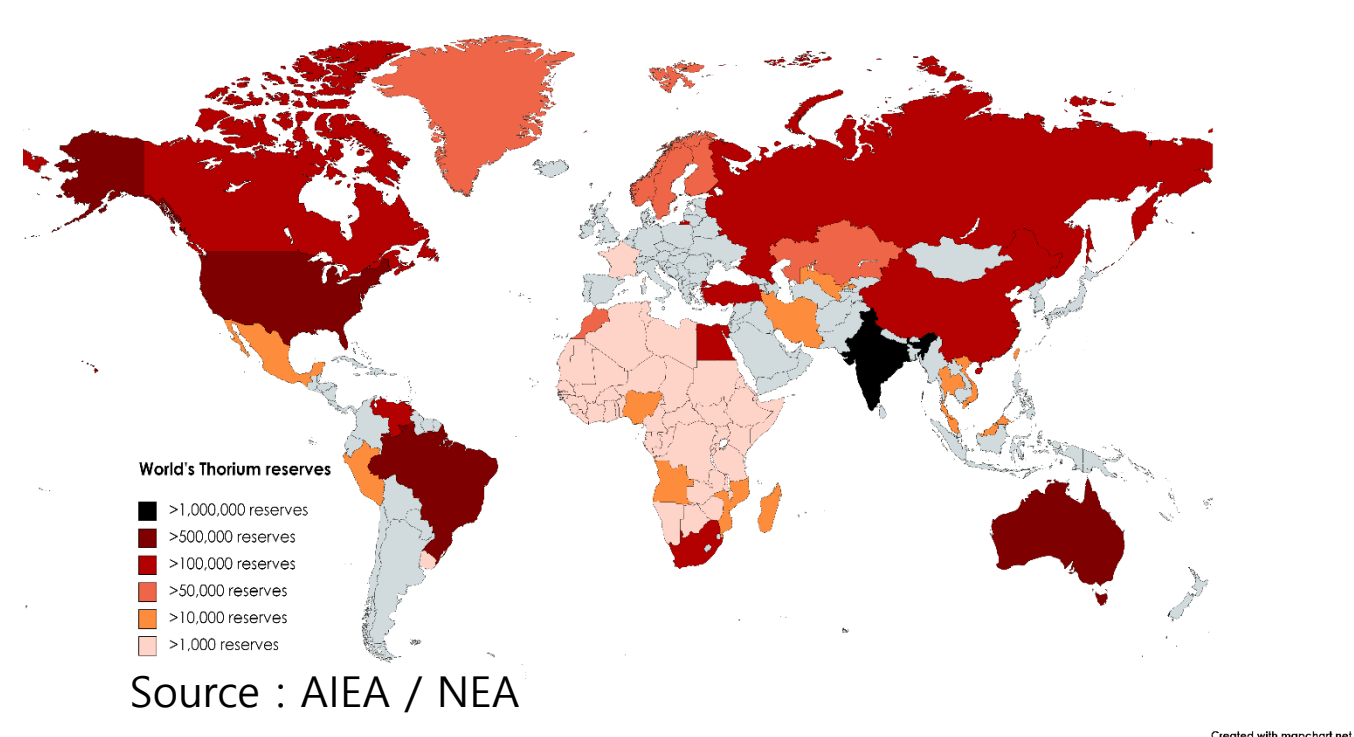 World's Thorium reserves
>1,000,000 reserves
>500,000 reserves
>100,000 reserves
>50,000 reserves
>10,000 reserves
>1,000 reserves
Source : AIEA / NEA
Created with mapchart.net